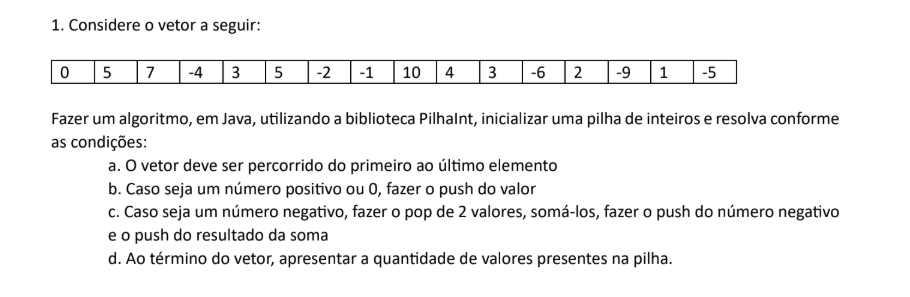 1. Considere o vetor a seguir:
0 5 7 -4 3 5 -2 -1 10 4 3 -6 2 -9 1 -5
Fazer um algoritmo, em Java, utilizando a biblioteca PilhaInt, inicializar uma pilha de inteiros e resolva conforme
as condições:
a. O vetor deve ser percorrido do primeiro ao último elemento
b. Caso seja um número positivo ou 0, fazer o push do valor
c. Caso seja um número negativo, fazer o pop de 2 valores, somá-los, fazer o push do número negativo
e o push do resultado da soma
d. Ao término do vetor, apresentar a quantidade de valores presentes na pilha.